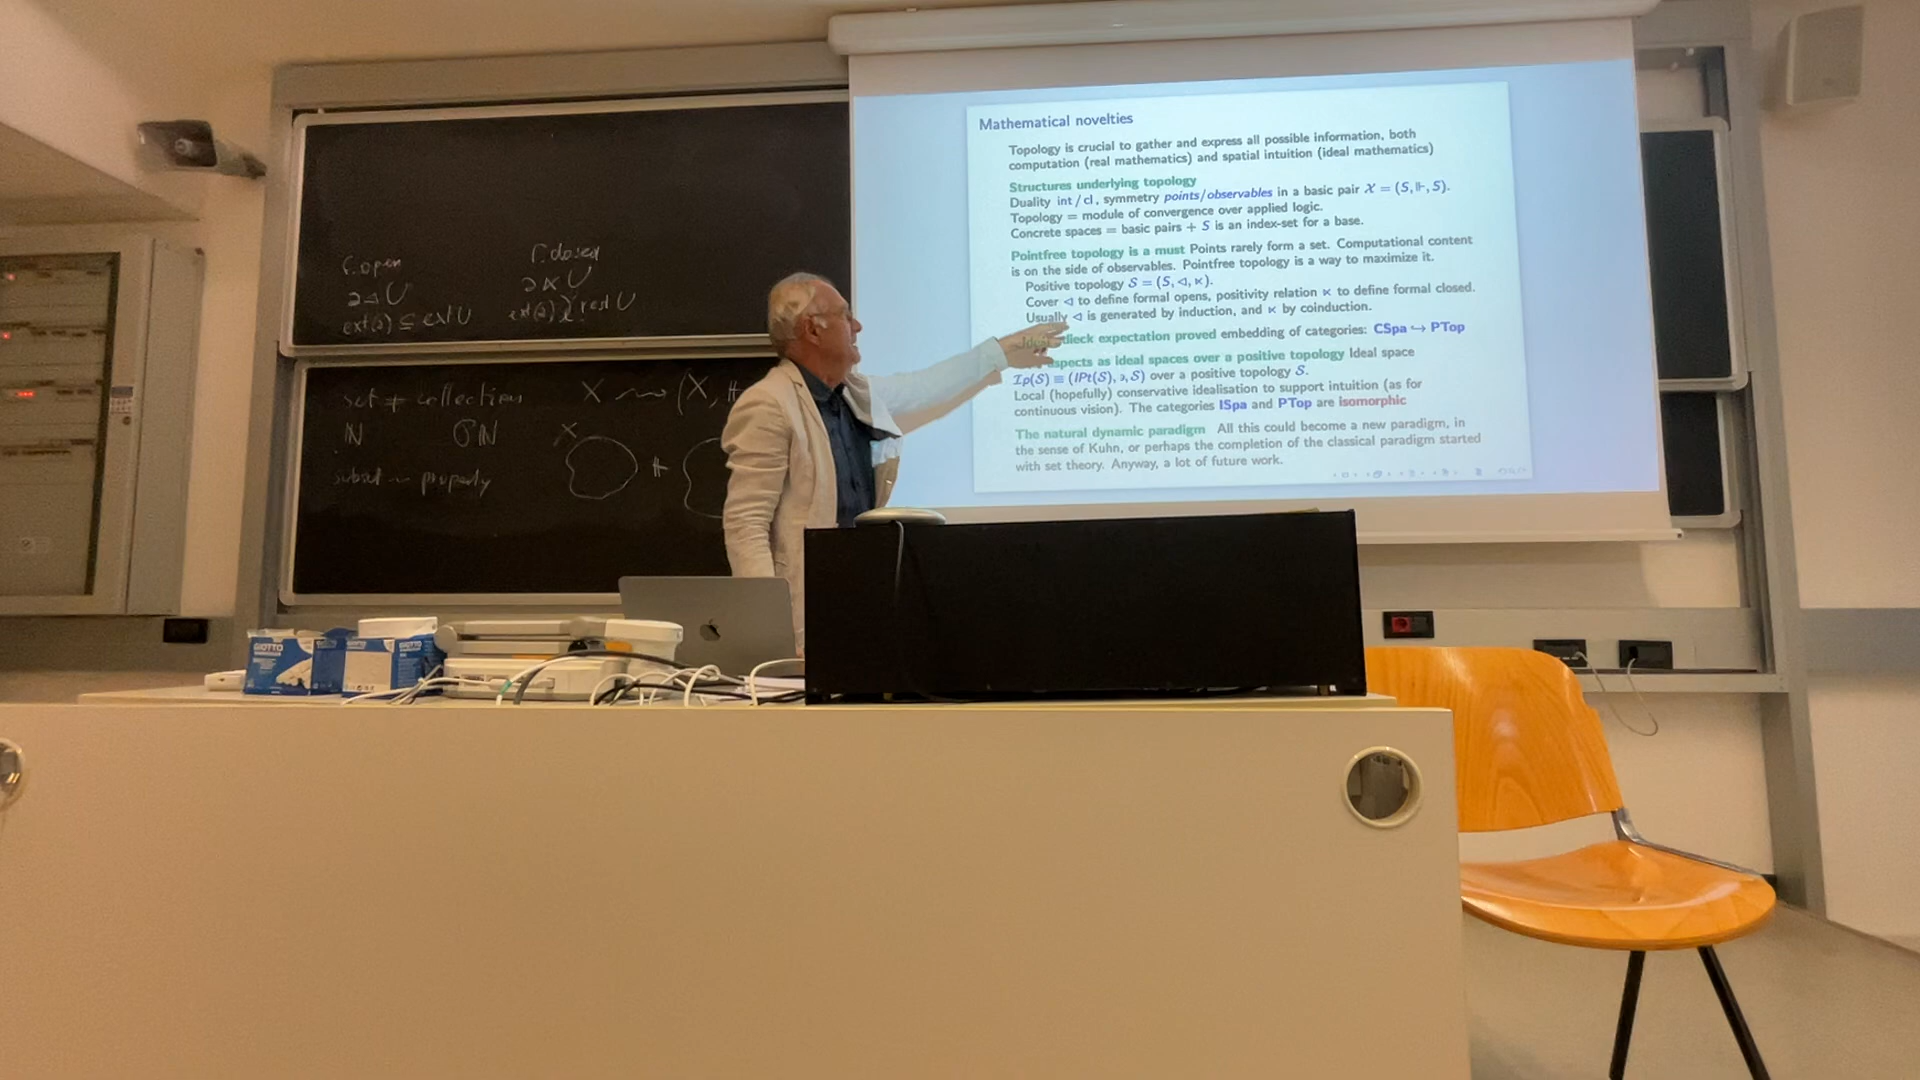 Mathematical novelties
Topology is crucial to gather and express all possible information, both
computation (real mathematics) and spatial intuition (ideal mathematics)
Structures underlying topology
Duality int / cl, symmetry points/observables in a basic pair 𝒳 = (S, ⊩, S).
Topology = module of convergence over applied logic.
Concrete spaces = basic pairs + S is an index-set for a base.
Pointfree topology is a must Points rarely form a set. Computational content
is on the side of observables. Pointfree topology is a way to maximize it.
Positive topology 𝒮 = (S, ◁, ⋉).
Cover ◁ to define formal opens, positivity relation ⋉ to define formal closed.
Usually ◁ is generated by induction, and ⋉ by coinduction.
dieck expectation proved embedding of categories: CSpa ↪ PTop
spects as ideal spaces over a positive topology Ideal space
ℐp(𝒮) ≡ (IPt(𝒮), ∍, S) over a positive topology 𝒮.
Local (hopefully) conservative idealisation to support intuition (as for
continuous vision). The categories ISpa and PTop are isomorphic
The natural dynamic paradigm All this could become a new paradigm, in
the sense of Kuhn, or perhaps the completion of the classical paradigm started
with set theory. Anyway, a lot of future work.
f. open
f. closed
a ◁ U
a ⋉ U
ext(a) ⊆ ext U
ext(a) ≬ rest U
set ≠ collections
X ⇝ (X, ⊩
ℕ
𝒫ℕ
X
⊩
subset ~ property
GIOTTO